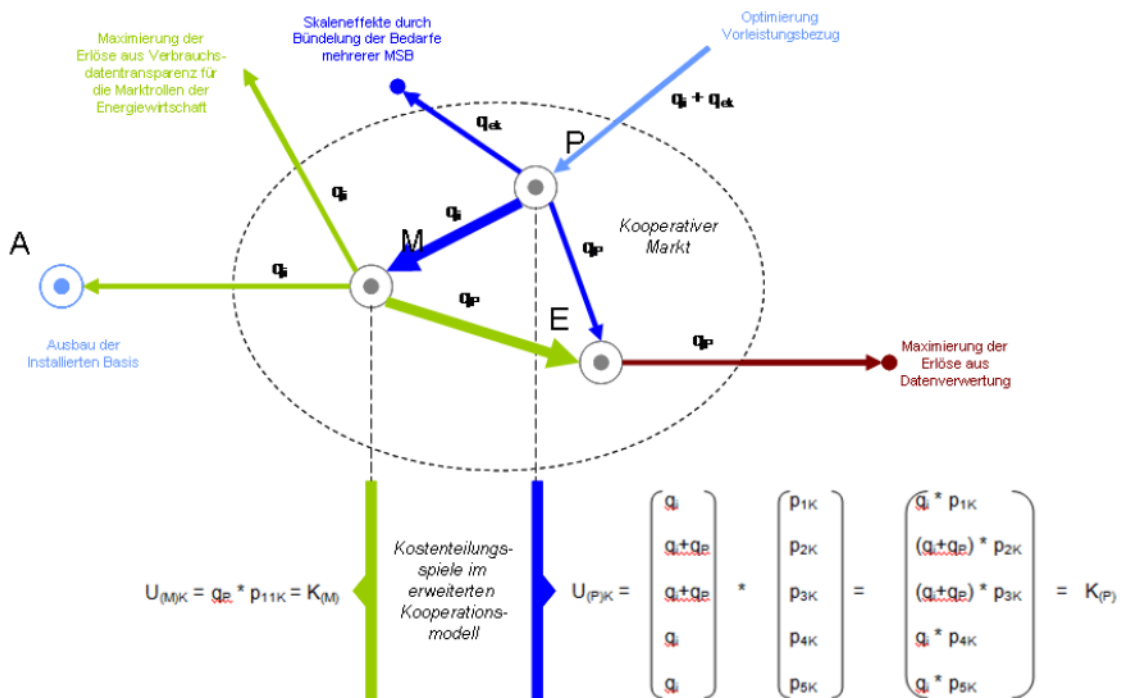 Maximierung der
Erlöse aus Verbrauchs-
datentransparenz für
die Marktrollen der
Energiewirtschaft
Skaleneffekte durch
Bündelung der Bedarfe
mehrerer MSB
Optimierung
Vorleistungsbezug
qi + qek
qek
P
qi
qi
M
Kooperativer
Markt
qP
A
qi
qP
E
qP
Ausbau der
Installierten Basis
Maximierung der
Erlöse aus
Datenverwertung
Kostenteilungs-
spiele im
erweiterten
Kooperations-
modell
U(M)K = qP * p11K = K(M)
U(P)K =
qi
qi+qP
qi+qP
qi
qi
*
p1K
p2K
p3K
p4K
p5K
=
qi * p1K
(qi+qP) * p2K
(qi+qP) * p3K
qi * p4K
qi * p5K
= K(P)